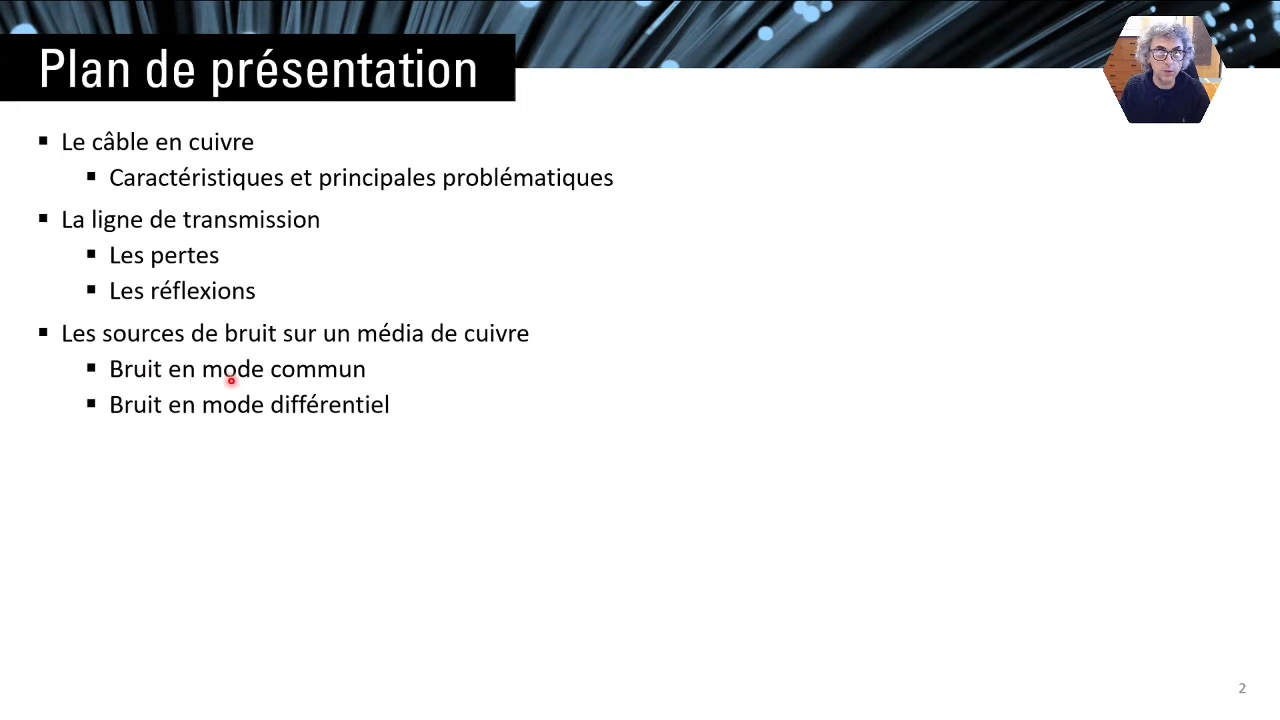 Plan de présentation
Le câble en cuivre
Caractéristiques et principales problématiques
La ligne de transmission
Les pertes
Les réflexions
Les sources de bruit sur un média de cuivre
Bruit en mode commun
Bruit en mode différentiel
2